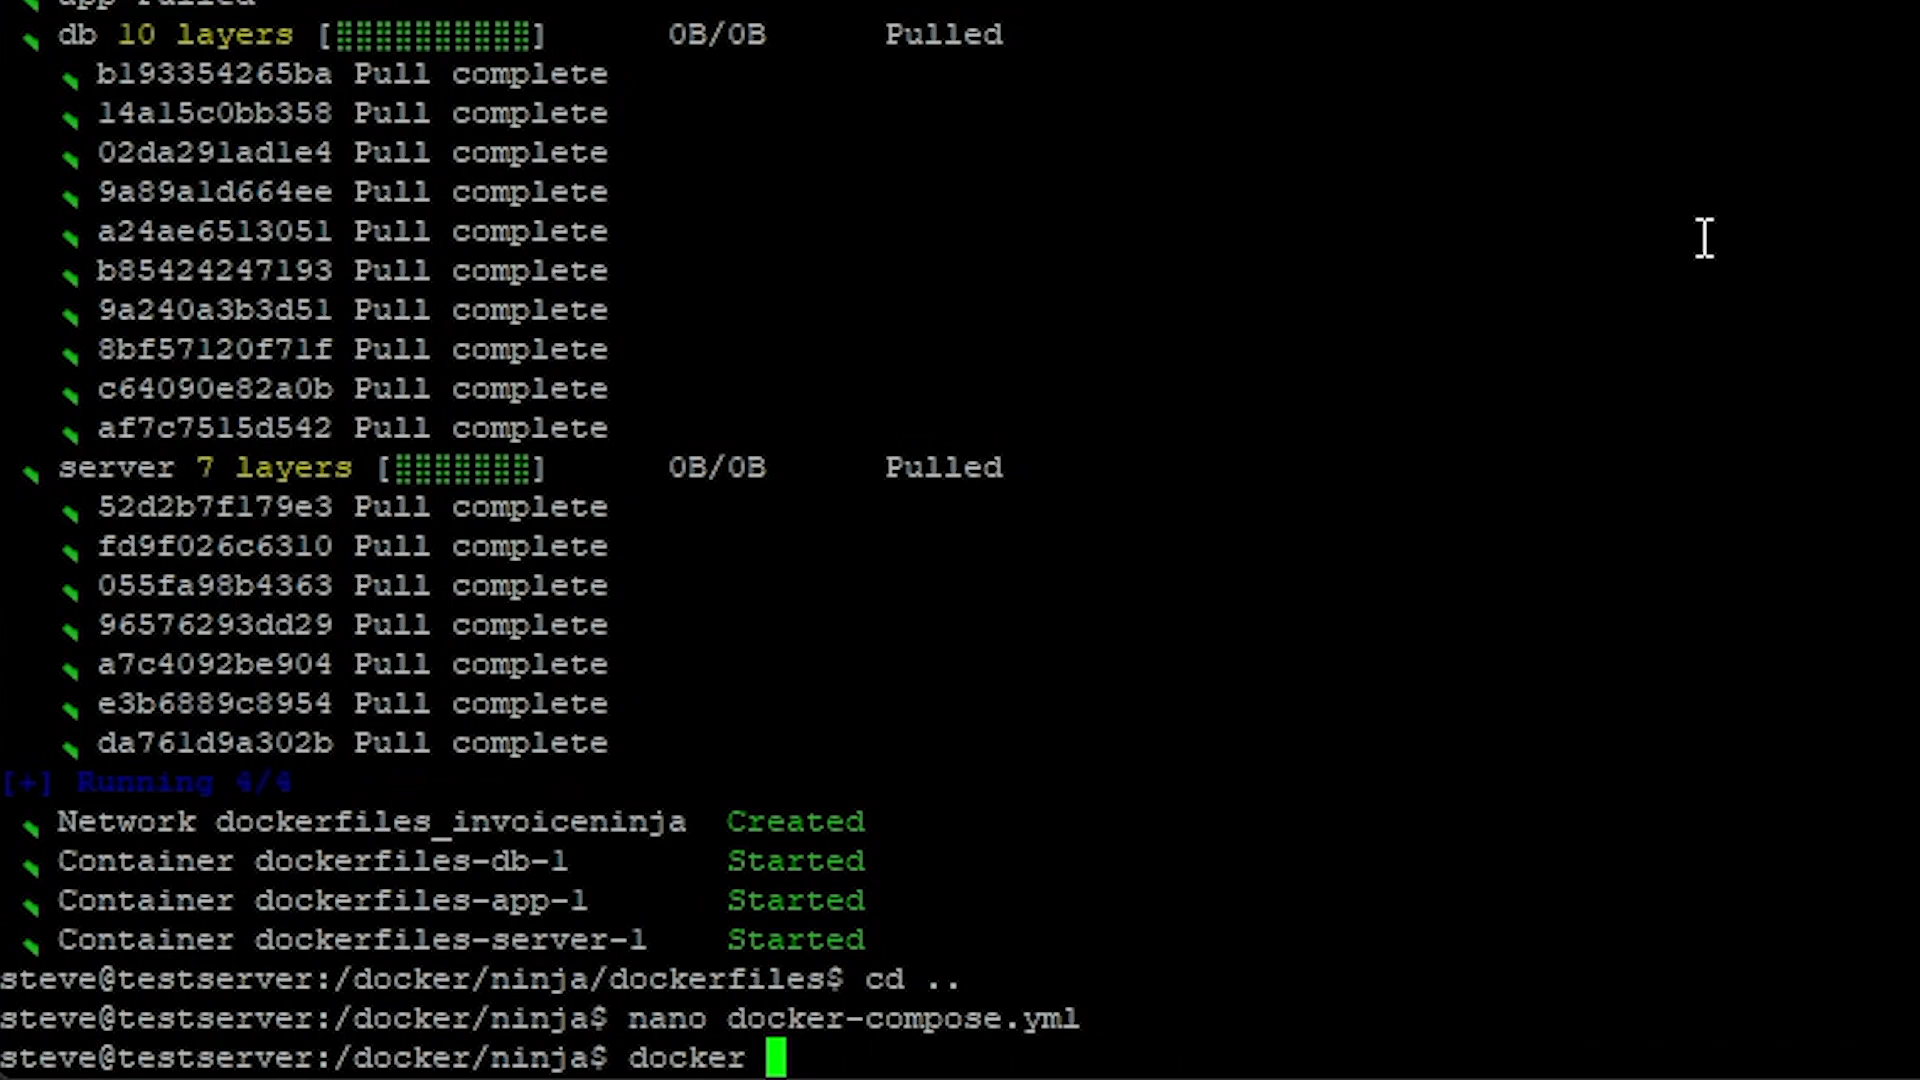 app Pulled
db 10 layers [⣿⣿⣿⣿⣿⣿⣿⣿⣿⣿] 0B/0B Pulled
b193354265ba Pull complete
14a15c0bb358 Pull complete
02da291ad1e4 Pull complete
9a89a1d664ee Pull complete
a24ae6513051 Pull complete
b85424247193 Pull complete
9a240a3b3d51 Pull complete
8bf57120f71f Pull complete
c64090e82a0b Pull complete
af7c7515d542 Pull complete
server 7 layers [⣿⣿⣿⣿⣿⣿⣿] 0B/0B Pulled
52d2b7f179e3 Pull complete
fd9f026c6310 Pull complete
055fa98b4363 Pull complete
96576293dd29 Pull complete
a7c4092be904 Pull complete
e3b6889c8954 Pull complete
da761d9a302b Pull complete
[+] Running 4/4
Network dockerfiles_invoiceninja Created
Container dockerfiles-db-1 Started
Container dockerfiles-app-1 Started
Container dockerfiles-server-1 Started
steve@testserver:/docker/ninja/dockerfiles$ cd ..
steve@testserver:/docker/ninja$ nano docker-compose.yml
steve@testserver:/docker/ninja$ docker